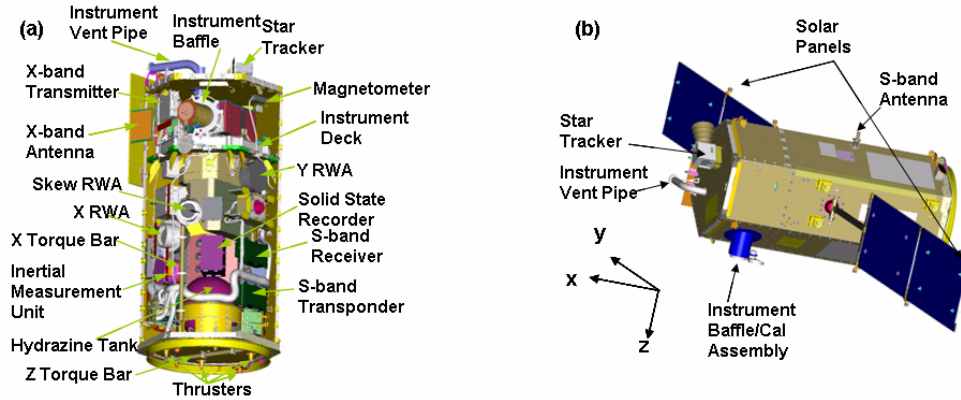 (a)
Instrument
Vent Pipe
Instrument
Baffle
Star
Tracker
X-band
Transmitter
Magnetometer
X-band
Antenna
Instrument
Deck
Skew RWA
Y RWA
X RWA
Solid State
Recorder
X Torque Bar
S-band
Receiver
Inertial
Measurement
Unit
S-band
Transponder
Hydrazine Tank
Z Torque Bar
Thrusters
(b)
Solar
Panels
S-band
Antenna
Star
Tracker
Instrument
Vent Pipe
y
x
z
Instrument
Baffle/Cal
Assembly